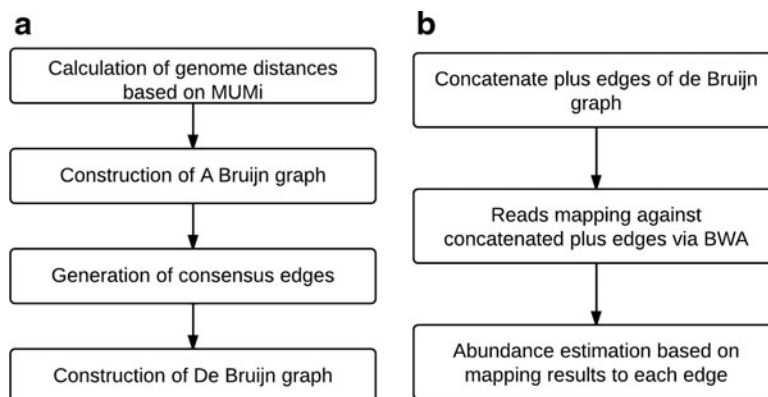 a
Calculation of genome distances
based on MUMi
Construction of A Bruijn graph
Generation of consensus edges
Construction of De Bruijn graph
b
Concatenate plus edges of de Bruijn
graph
Reads mapping against
concatenated plus edges via BWA
Abundance estimation based on
mapping results to each edge